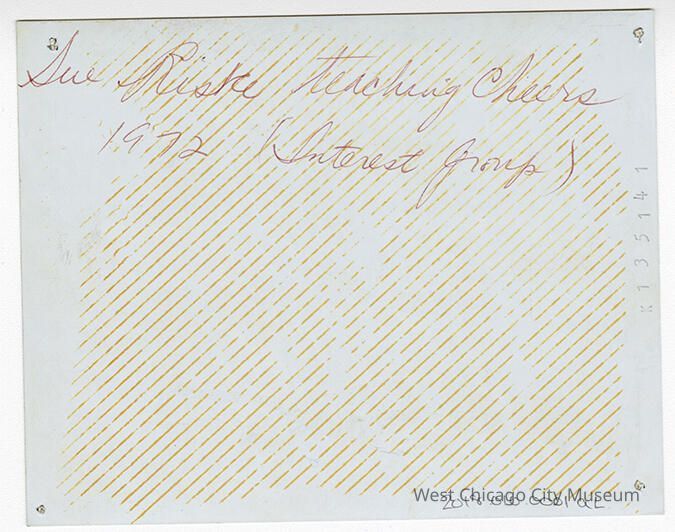 Sue Riske teaching Cheers
1972 (Interest group)
K135141
West Chicago City Museum